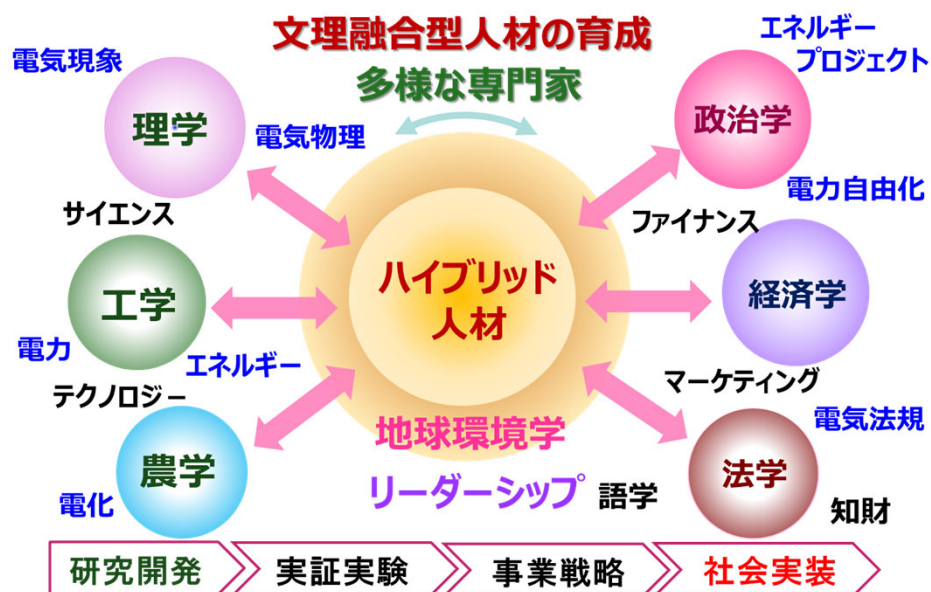 文理融合型人材の育成
多様な専門家
電気現象
理学
電気物理
サイエンス
工学
電力
エネルギー
テクノロジー
農学
電化
ハイブリッド
人材
地球環境学
リーダーシップ
語学
エネルギー
プロジェクト
政治学
電力自由化
ファイナンス
経済学
マーケティング
電気法規
法学
知財
研究開発
実証実験
事業戦略
社会実装